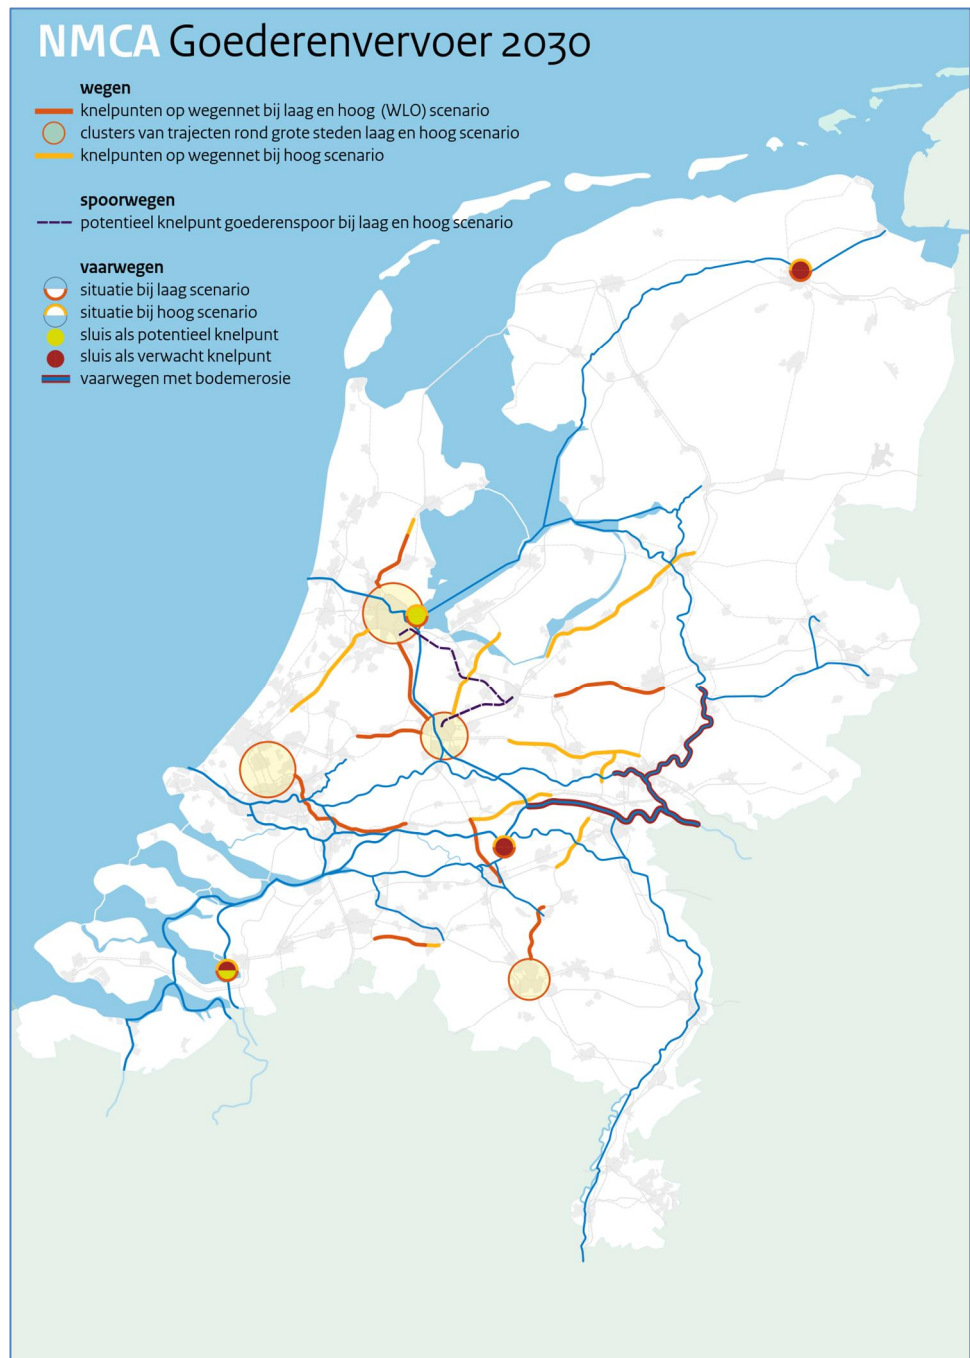 NMCA Goederenvervoer 2030
wegen
knelpunten op wegennet bij laag en hoog (WLO) scenario
clusters van trajecten rond grote steden laag en hoog scenario
knelpunten op wegennet bij hoog scenario
spoorwegen
potentieel knelpunt goederenspoor bij laag en hoog scenario
vaarwegen
situatie bij laag scenario
situatie bij hoog scenario
sluis als potentieel knelpunt
sluis als verwacht knelpunt
vaarwegen met bodemerosie